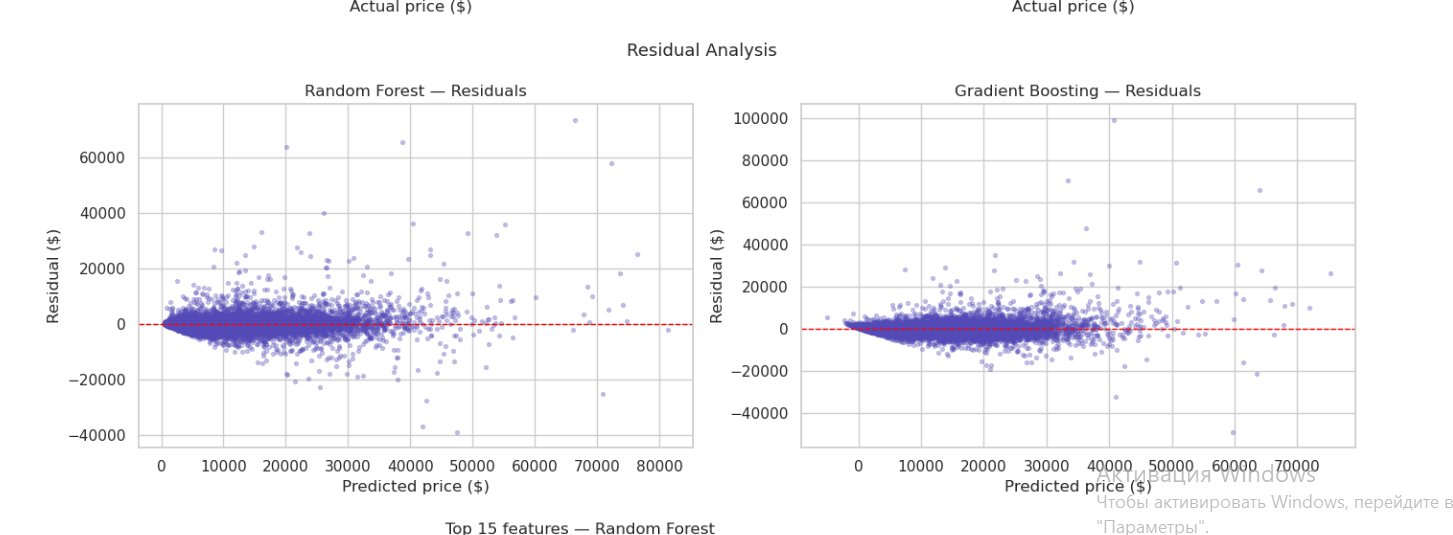 Actual price ($) Actual price ($)
Residual Analysis
Random Forest — Residuals
Residual ($)
60000
40000
20000
0
−20000
−40000
0 10000 20000 30000 40000 50000 60000 70000 80000
Predicted price ($)
Gradient Boosting — Residuals
Residual ($)
100000
80000
60000
40000
20000
0
−20000
−40000
0 10000 20000 30000 40000 50000 60000 70000
Predicted price ($)
Активация Windows
Чтобы активировать Windows, перейдите в
"Параметры".
Top 15 features — Random Forest